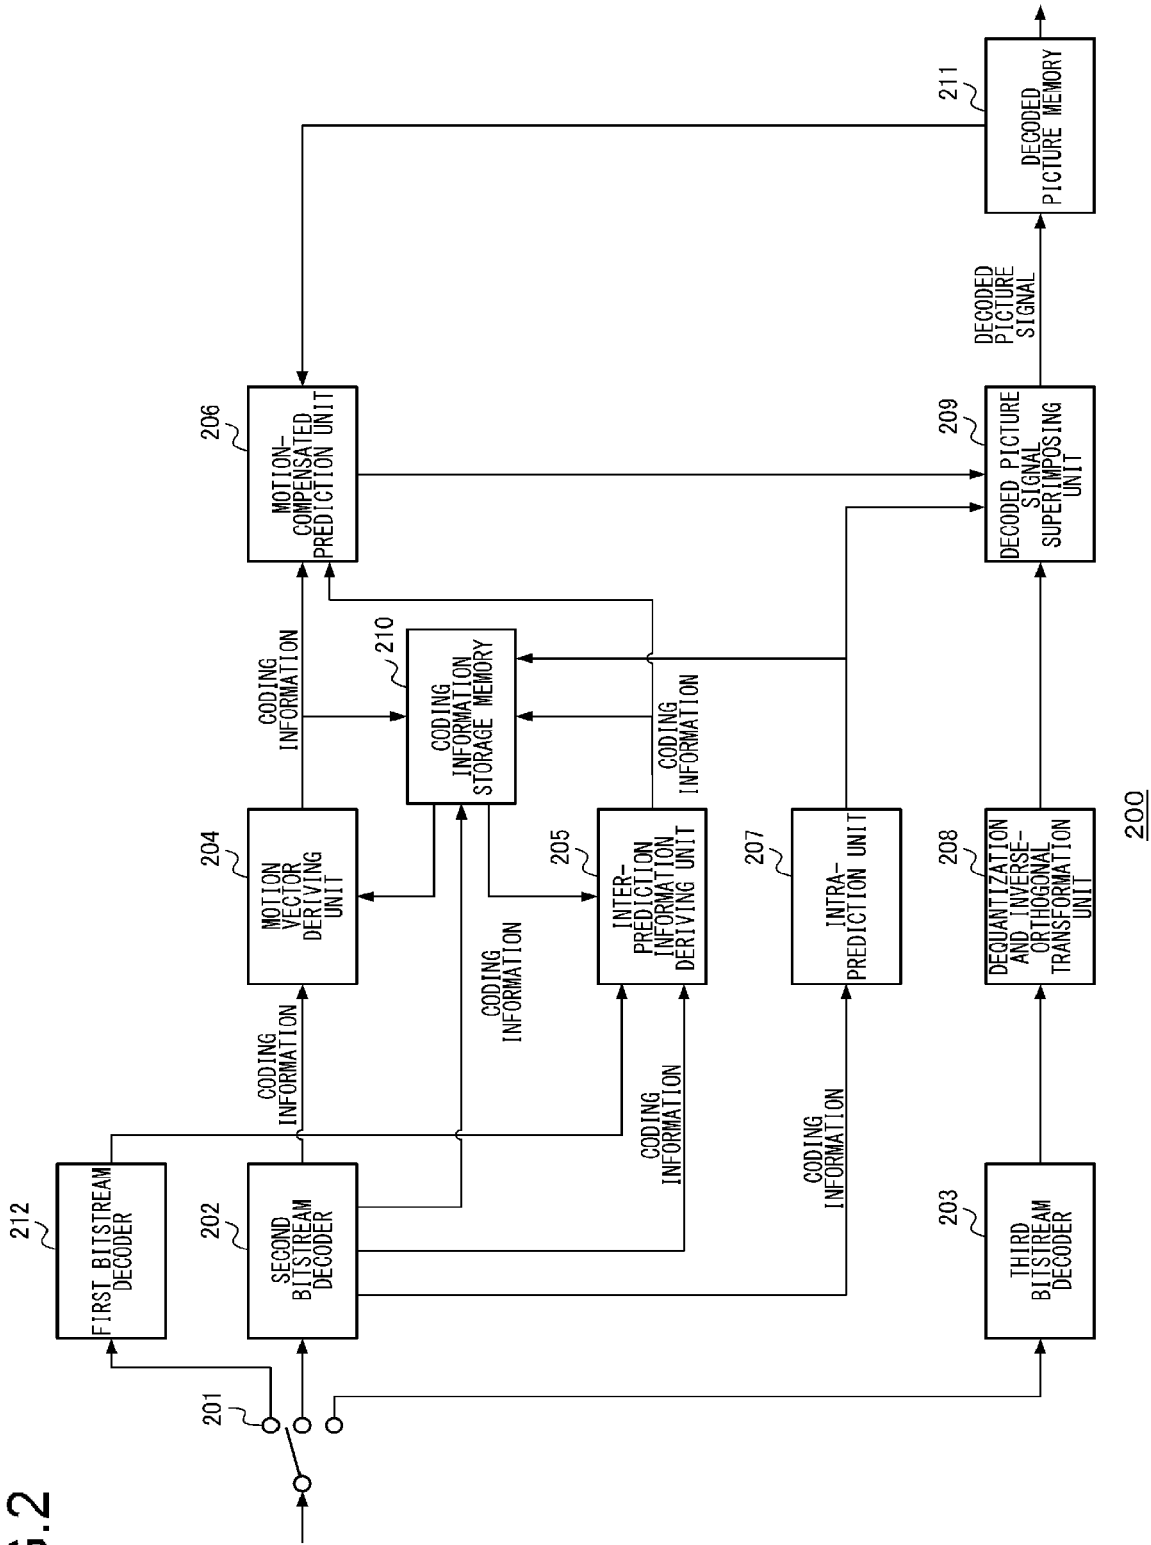 G.2
212
FIRST BITSTREAM
DECODER
201
202
SECOND
BITSTREAM
DECODER
CODING
INFORMATION
204
MOTION
VECTOR
DERIVING
UNIT
CODING
INFORMATION
206
MOTION-
COMPENSATED
PREDICTION UNIT
210
CODING
INFORMATION
STORAGE MEMORY
CODING
INFORMATION
205
INTER-
PREDICTION
INFORMATION
DERIVING UNIT
CODING
INFORMATION
CODING
INFORMATION
207
INTRA-
PREDICTION UNIT
CODING
INFORMATION
203
THIRD
BITSTREAM
DECODER
208
DEQUANTIZATION
AND INVERSE-
ORTHOGONAL
TRANSFORMATION
UNIT
209
DECODED PICTURE
SIGNAL
SUPERIMPOSING
UNIT
DECODED
PICTURE
SIGNAL
211
DECODED
PICTURE MEMORY
200